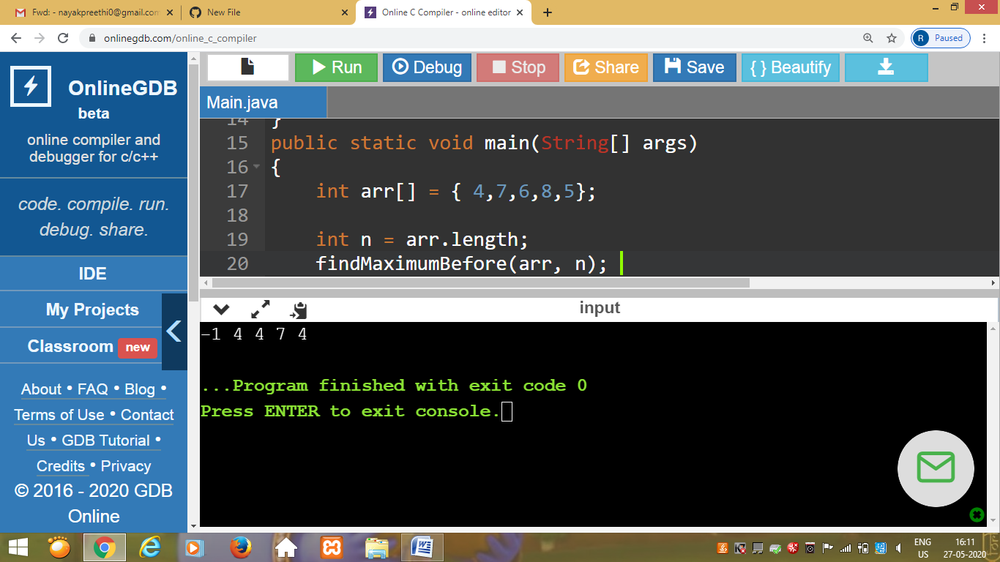 Fwd: - nayakpreethi0@gmail.com
New File
Online C Compiler - online editor
onlinegdb.com/online_c_compiler
R Paused
OnlineGDB
beta
online compiler and
debugger for c/c++
code. compile. run.
debug. share.
IDE
My Projects
Classroom new
About • FAQ • Blog •
Terms of Use • Contact
Us • GDB Tutorial •
Credits • Privacy
© 2016 - 2020 GDB
Online
Run Debug Stop Share Save { } Beautify
Main.java
14 }
15 public static void main(String[] args)
16 {
17 int arr[] = { 4,7,6,8,5};
18
19 int n = arr.length;
20 findMaximumBefore(arr, n);
input
-1 4 4 7 4
...Program finished with exit code 0
Press ENTER to exit console.
ENG
US
16:11
27-05-2020